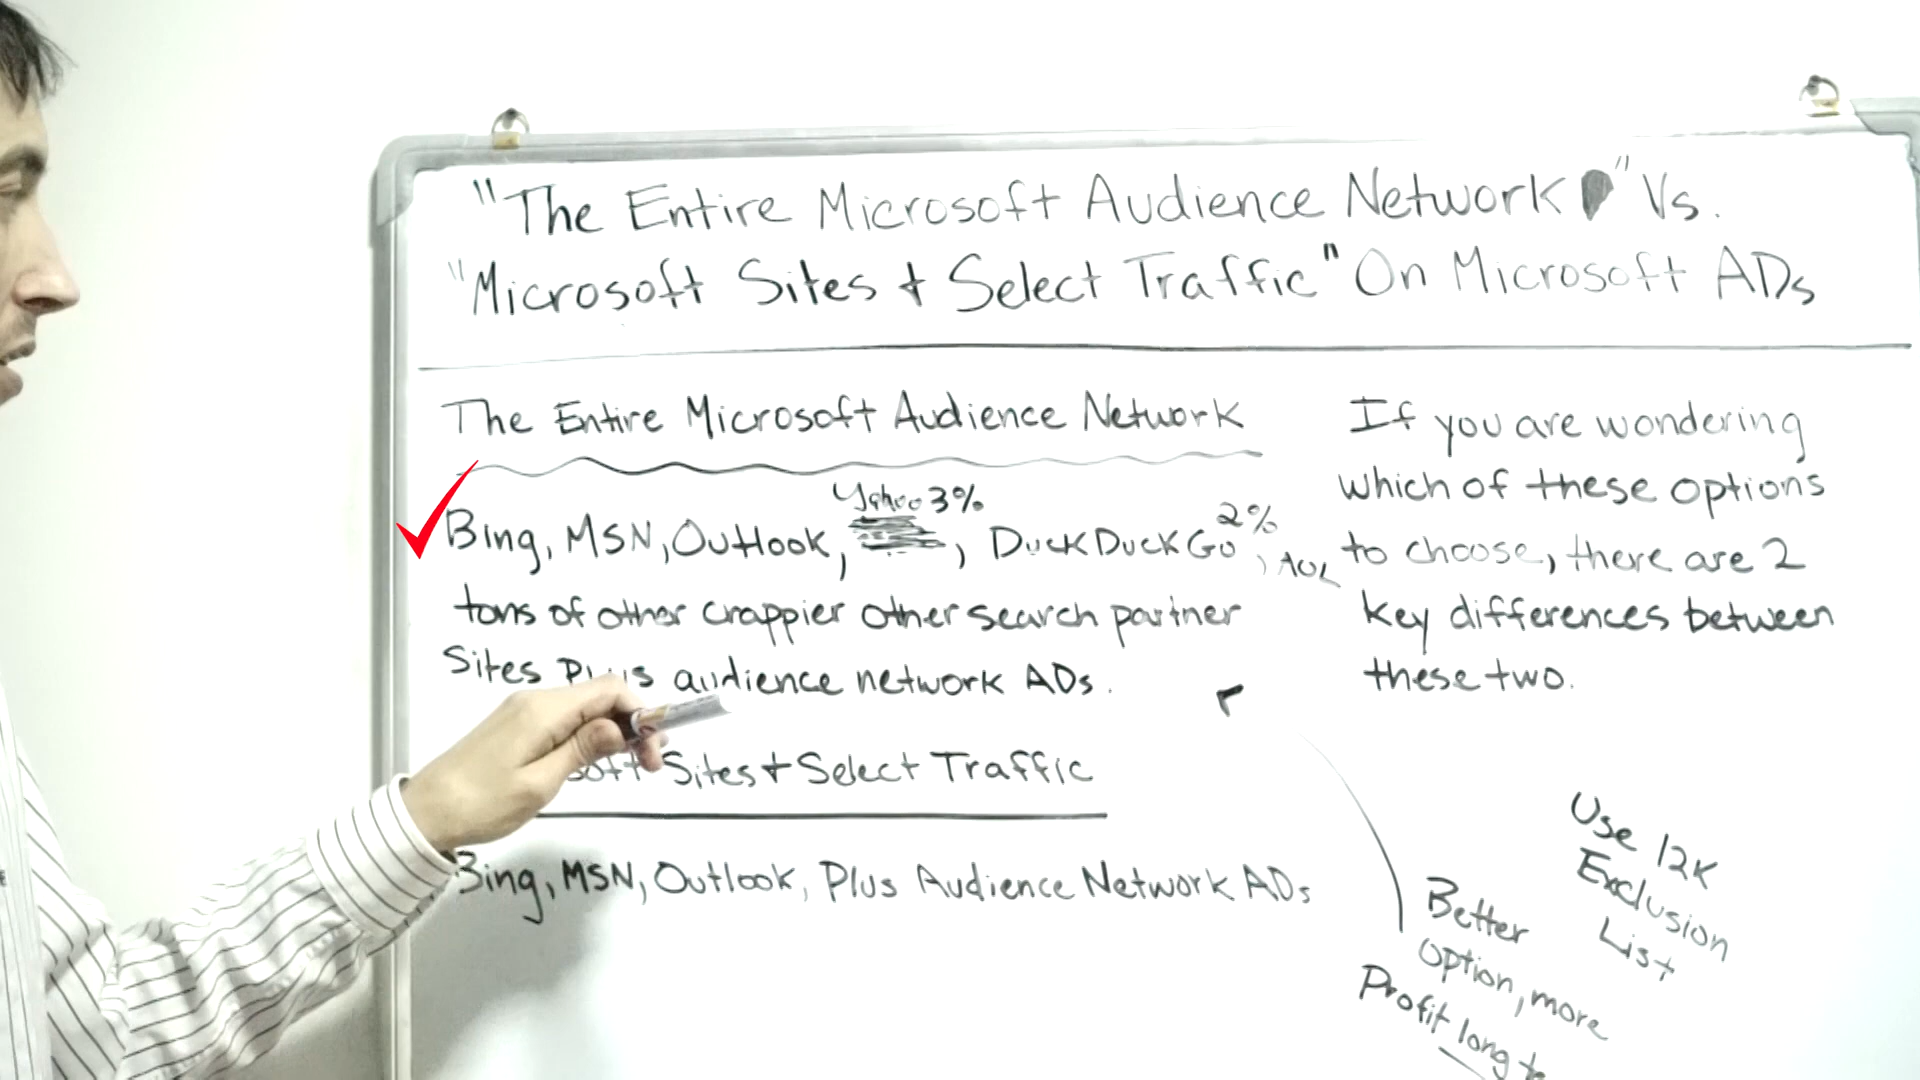 "The Entire Microsoft Audience Network" Vs.
"Microsoft Sites & Select Traffic" On Microsoft ADs
The Entire Microsoft Audience Network
Yahoo 3%
2%
Bing, MSN, Outlook, , DuckDuckGo, AOL
tons of other crappier other search partner
Sites Plus audience network ADs.
Sites & Select Traffic
Bing, MSN, Outlook, Plus Audience Network ADs
If you are wondering
which of these options
to choose, there are 2
key differences between
these two.
Use 12K
Exclusion
List
Better
Option, more
Profit long